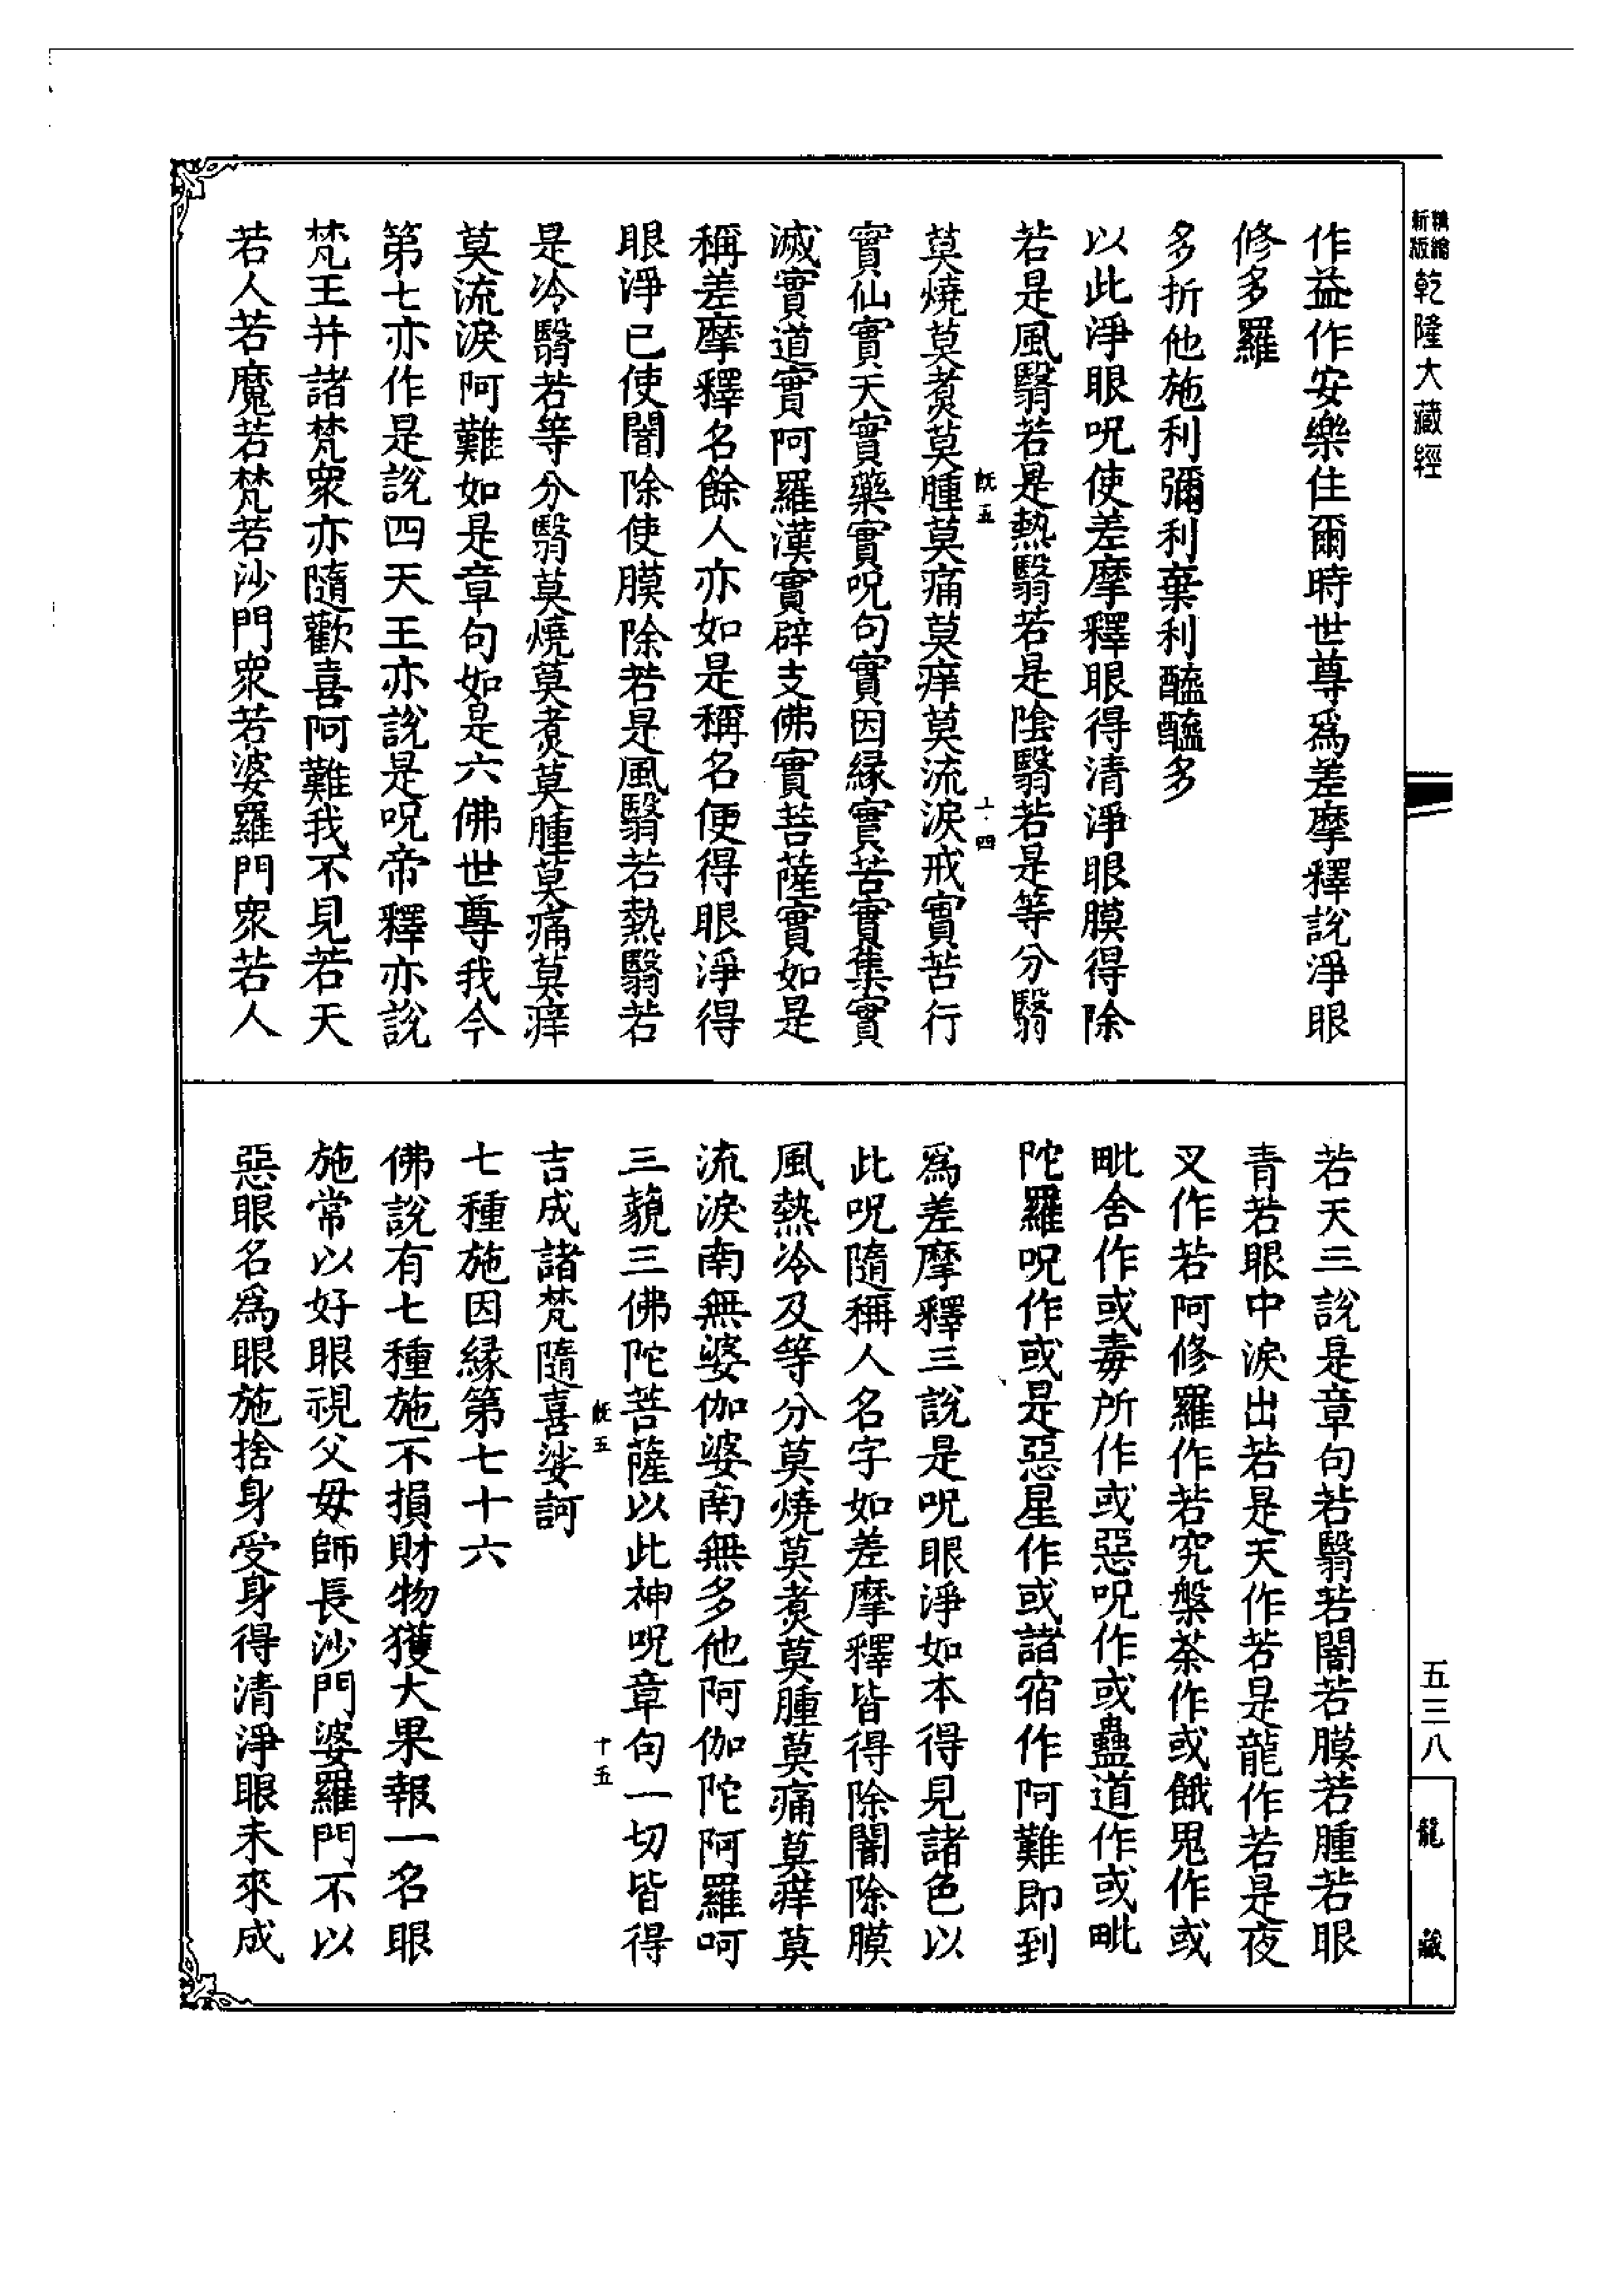 精縮
新版
乾隆大藏經
作益作安樂住爾時世尊爲差摩釋說淨眼
修多羅
多折他施利彌利棄利醯醯多
以此淨眼呪使差摩釋眼得清淨眼膜得除
若是風翳若是熱翳若是陰翳若是等分翳
旣五
十四
莫燒莫煑莫腫莫痛莫痒莫流淚戒實苦行
實仙實天實藥實呪句實因緣實苦實集實
滅實道實阿羅漢實辟支佛實菩薩實如是
稱差摩釋名餘人亦如是稱名便得眼淨得
眼淨已使闇除使膜除若是風翳若熱翳若
是冷翳若等分翳莫燒莫煑莫腫莫痛莫痒
莫流淚阿難如是章句如是六佛世尊我今
第七亦作是說四天王亦說是呪帝釋亦說
梵王并諸梵衆亦隨歡喜阿難我不見若天
若人若魔若梵若沙門衆若婆羅門衆若人
若天三說是章句若翳若闇若膜若腫若眼
青若眼中淚出若是天作若是龍作若是夜
叉作若阿修羅作若究槃荼作或餓鬼作或
毗舍作或毒所作或惡呪作或蠱道作或毗
陀羅呪作或是惡星作或諸宿作阿難即到
爲差摩釋三說是呪眼淨如本得見諸色以
此呪隨稱人名字如差摩釋皆得除闇除膜
風熱冷及等分莫燒莫煑莫腫莫痛莫痒莫
流淚南無婆伽婆南無多他阿伽陀阿羅呵
三藐三佛陀菩薩以此神呪章句一切皆得
旣五
十五
吉成諸梵隨喜娑訶
七種施因緣第七十六
佛說有七種施不損財物獲大果報一名眼
施常以好眼視父母師長沙門婆羅門不以
惡眼名爲眼施捨身受身得清淨眼未來成
五三八
龍藏